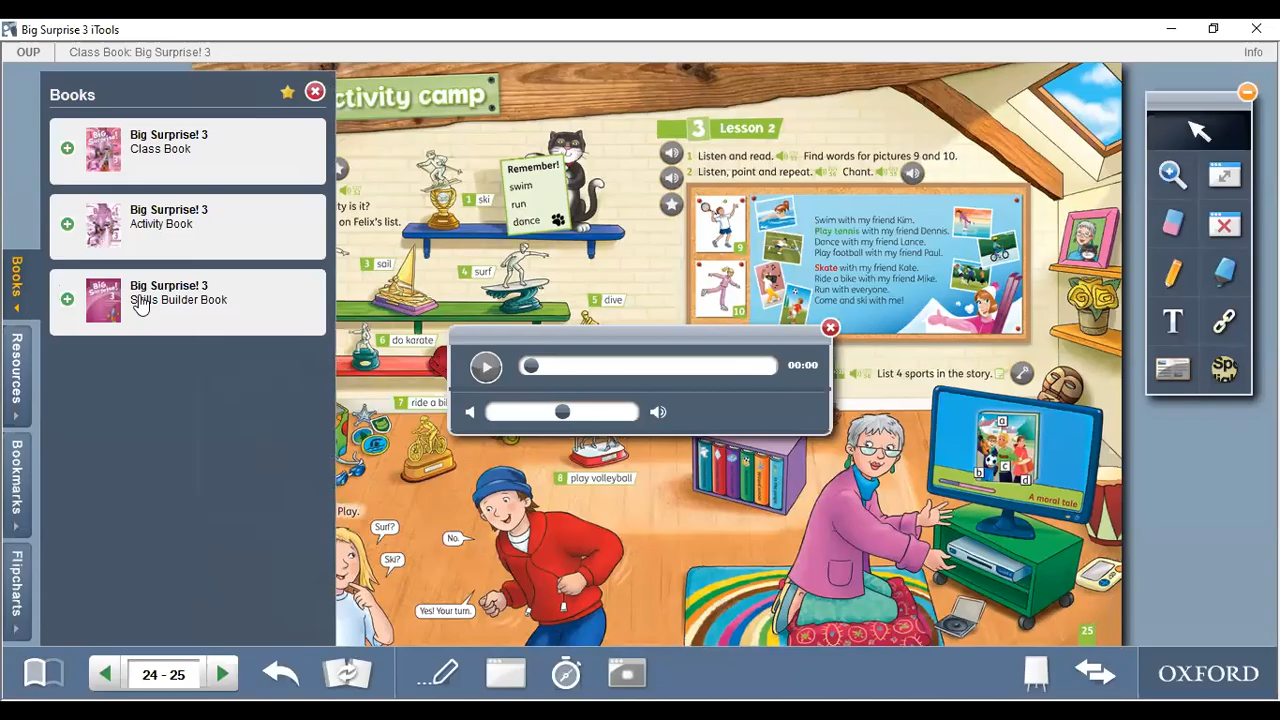 Big Surprise 3 iTools
OUP
Class Book: Big Surprise! 3
Info
Books
Big Surprise! 3
Class Book
Big Surprise! 3
Activity Book
Big Surprise! 3
Skills Builder Book
Books
Resources
Bookmarks
Flipcharts
ctivity camp
ty is it?
on Felix's list.
Remember!
swim
run
dance
1 ski
3 sail
4 surf
5 dive
6 do karate
7 ride a bi
8 play volleyball
Play.
Surf?
Ski?
No.
Yes! Your turn.
3 Lesson 2
1 Listen and read. Find words for pictures 9 and 10.
2 Listen, point and repeat. Chant.
9
10
Swim with my friend Kim.
Play tennis with my friend Dennis.
Dance with my friend Lance.
Play football with my friend Paul.
Skate with my friend Kate.
Ride a bike with my friend Mike.
Run with everyone.
Come and ski with me!
00:00
List 4 sports in the story.
a
b
c
d
A moral tale
25
T
24 - 25
OXFORD